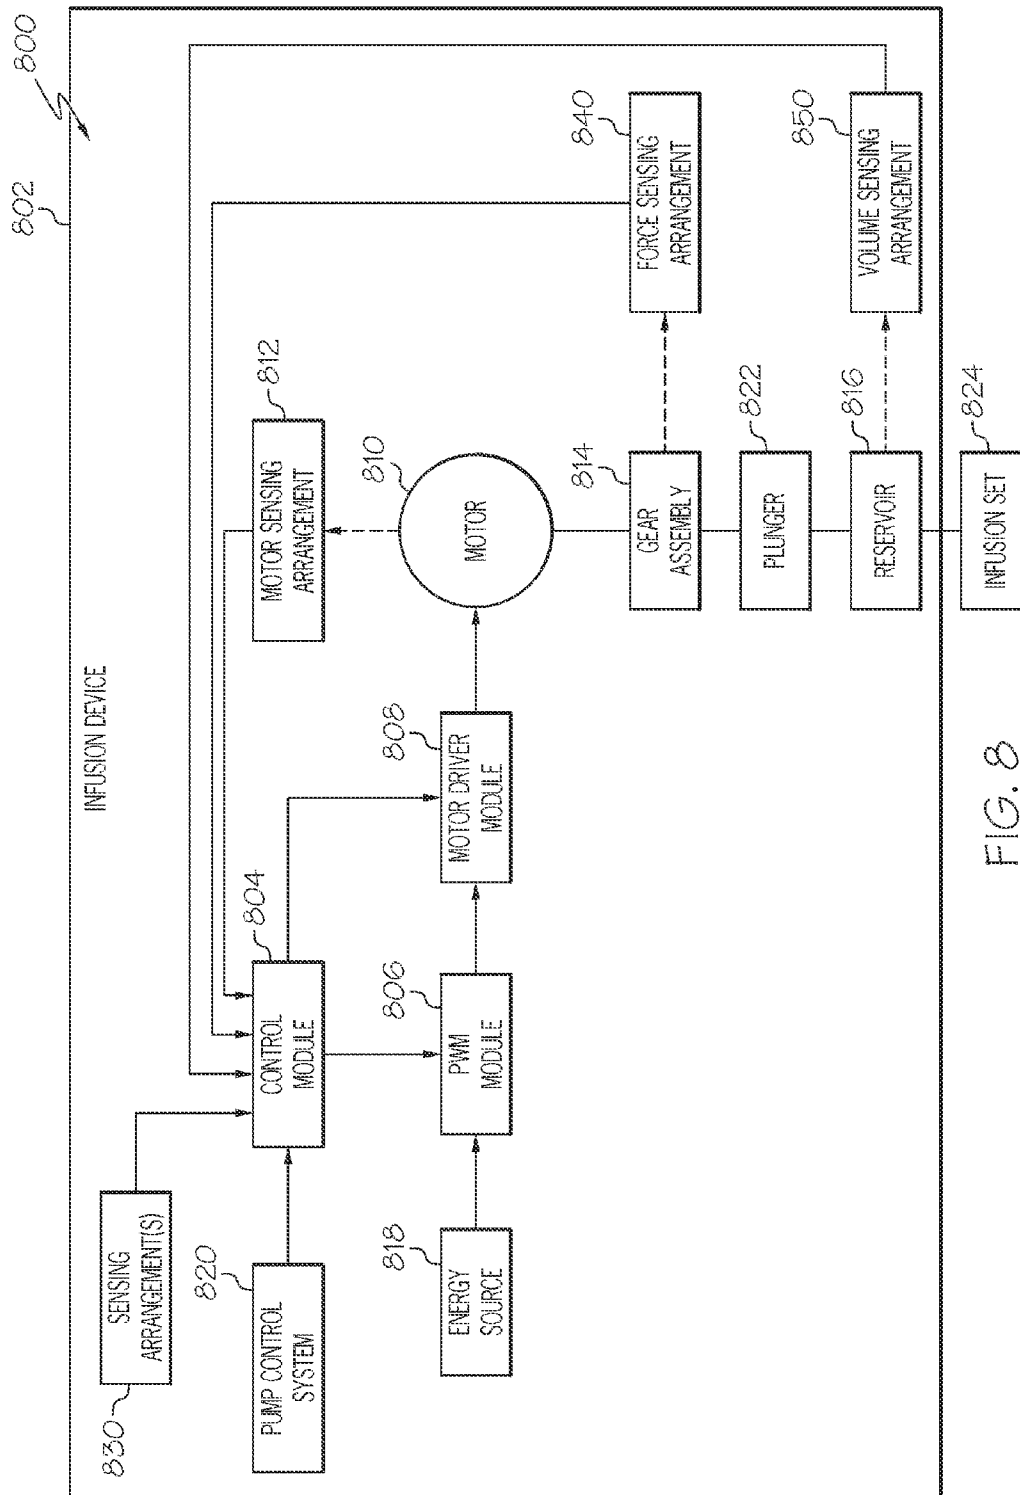 800
802
INFUSION DEVICE
830
SENSING
ARRANGEMENT(S)
820
PUMP CONTROL
SYSTEM
804
CONTROL
MODULE
812
MOTOR SENSING
ARRANGEMENT
818
ENERGY
SOURCE
806
PWM
MODULE
808
MOTOR DRIVER
MODULE
810
MOTOR
814
GEAR
ASSEMBLY
840
FORCE SENSING
ARRANGEMENT
822
PLUNGER
816
RESERVOIR
850
VOLUME SENSING
ARRANGEMENT
824
INFUSION SET
FIG. 8